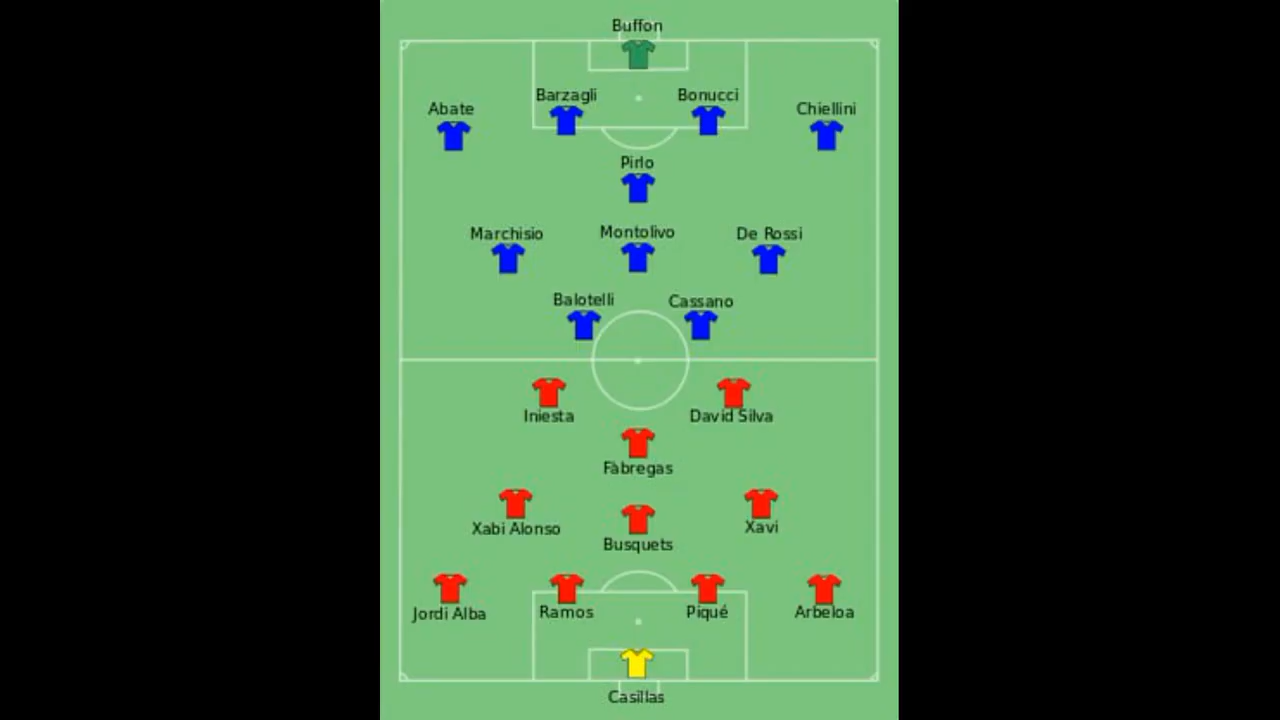 Buffon
Abate
Barzagli
Bonucci
Chiellini
Pirlo
Marchisio
Montolivo
De Rossi
Balotelli
Cassano
Iniesta
David Silva
Fàbregas
Xabi Alonso
Busquets
Xavi
Jordi Alba
Ramos
Piqué
Arbeloa
Casillas